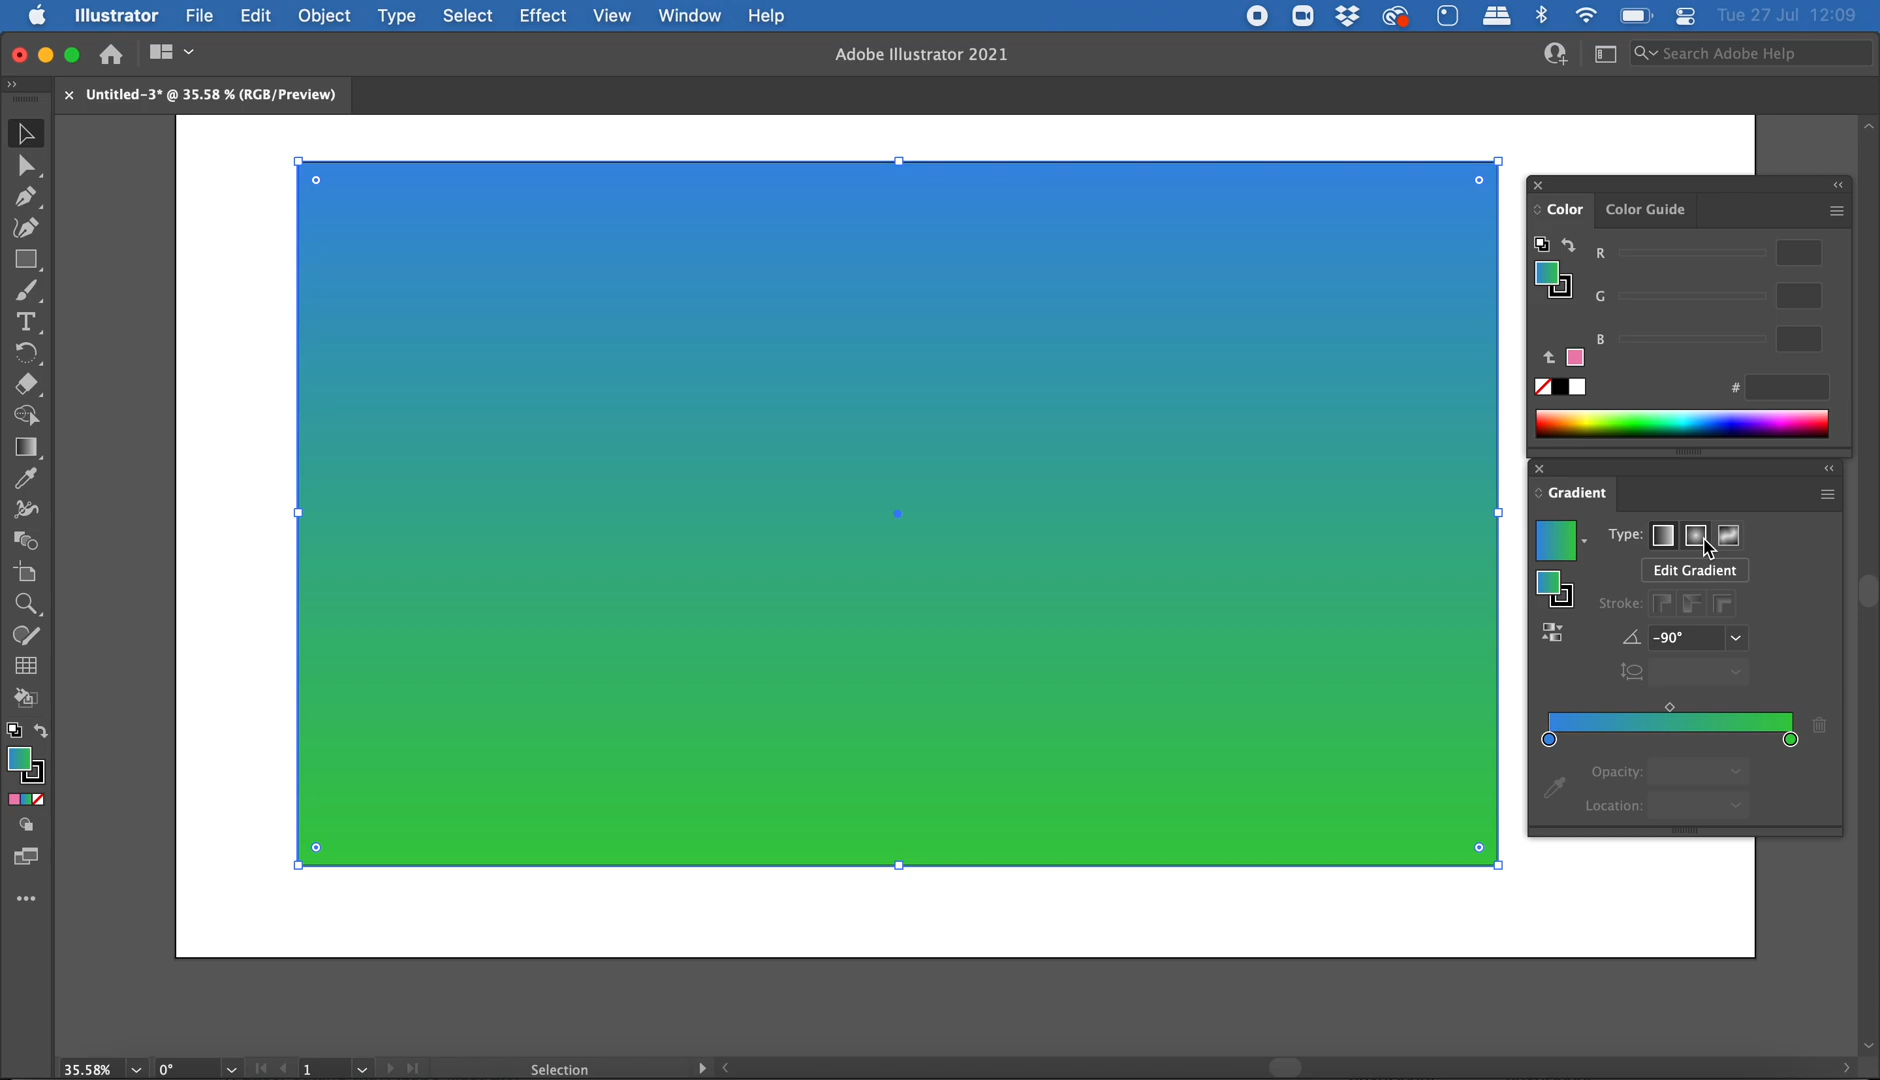 Illustrator File Edit Object Type Select Effect View Window Help Tue 27 Jul 12:09
Adobe Illustrator 2021 Search Adobe Help
Untitled-3* @ 35.58 % (RGB/Preview)
Color Color Guide
R
G
B
#
Gradient
Type:
Edit Gradient
Stroke:
-90°
Opacity:
Location:
35.58% 0° 1 Selection